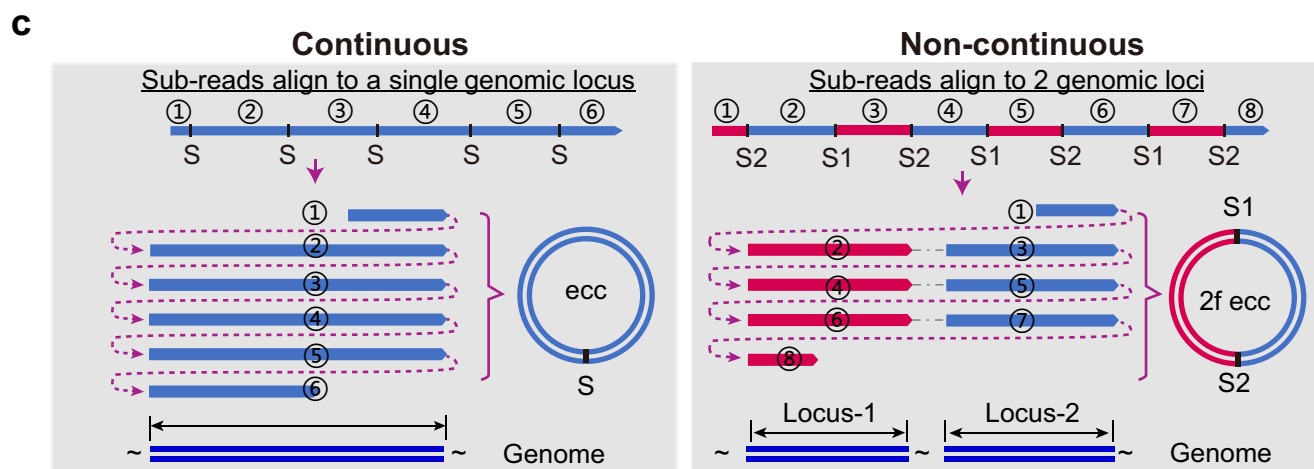 c
Continuous
Sub-reads align to a single genomic locus
① ② ③ ④ ⑤ ⑥
S S S S S
①
②
③
④
⑤
⑥
ecc
S
~ ~ Genome
Non-continuous
Sub-reads align to 2 genomic loci
① ② ③ ④ ⑤ ⑥ ⑦ ⑧
S2 S1 S2 S1 S2 S1 S2
①
② ③
④ ⑤
⑥ ⑦
⑧
S1
2f ecc
S2
Locus-1 Locus-2
~ ~ ~ Genome